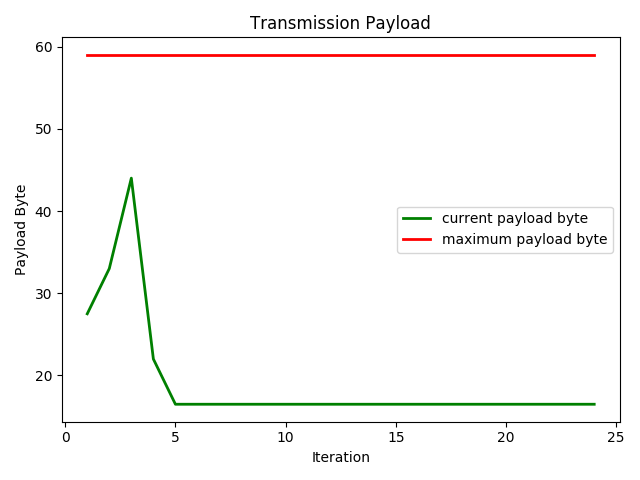 Transmission Payload
60
50
40
30
20
Payload Byte
current payload byte
maximum payload byte
0
5
10
15
20
25
Iteration